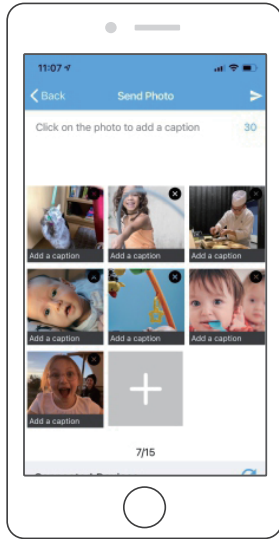 11:07
Back Send Photo
Click on the photo to add a caption 30
Add a caption Add a caption Add a caption
Add a caption Add a caption Add a caption
Add a caption
7/15